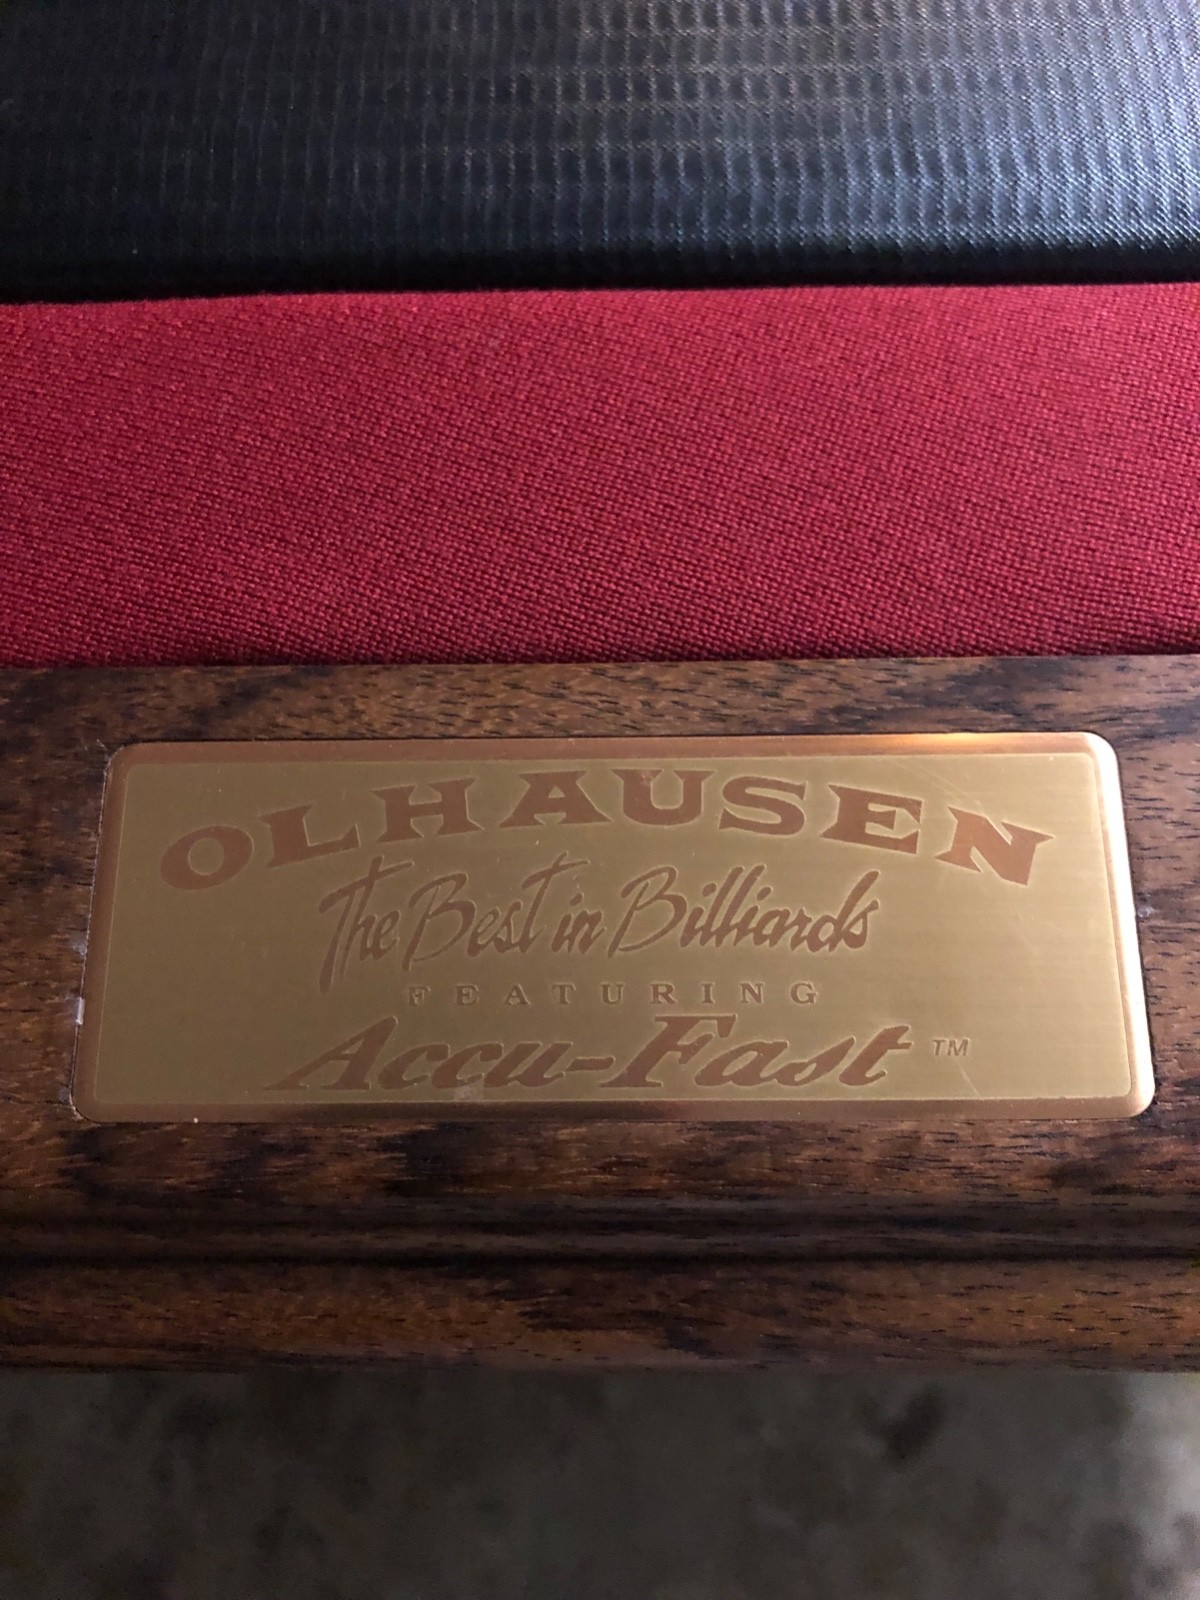 OLHAUSEN
The Best in Billiards
FEATURING
Accu-Fast ™